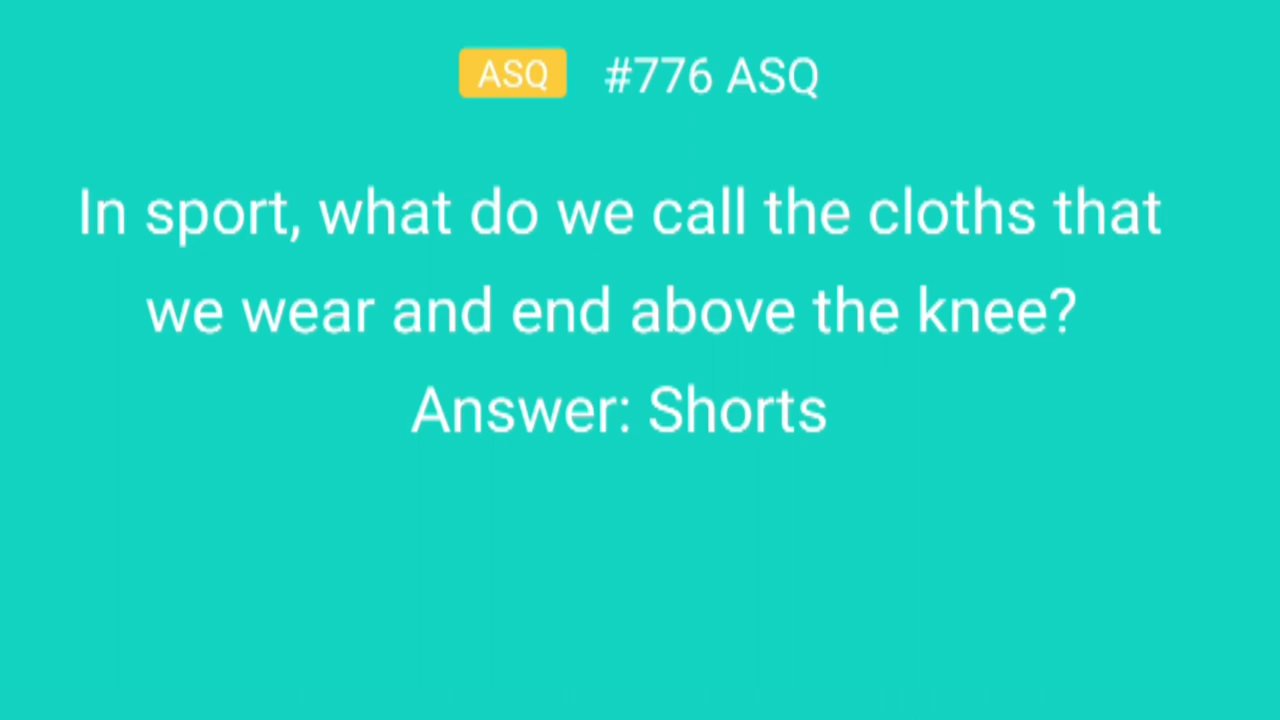 ASQ #776 ASQ
In sport, what do we call the cloths that
we wear and end above the knee?
Answer: Shorts